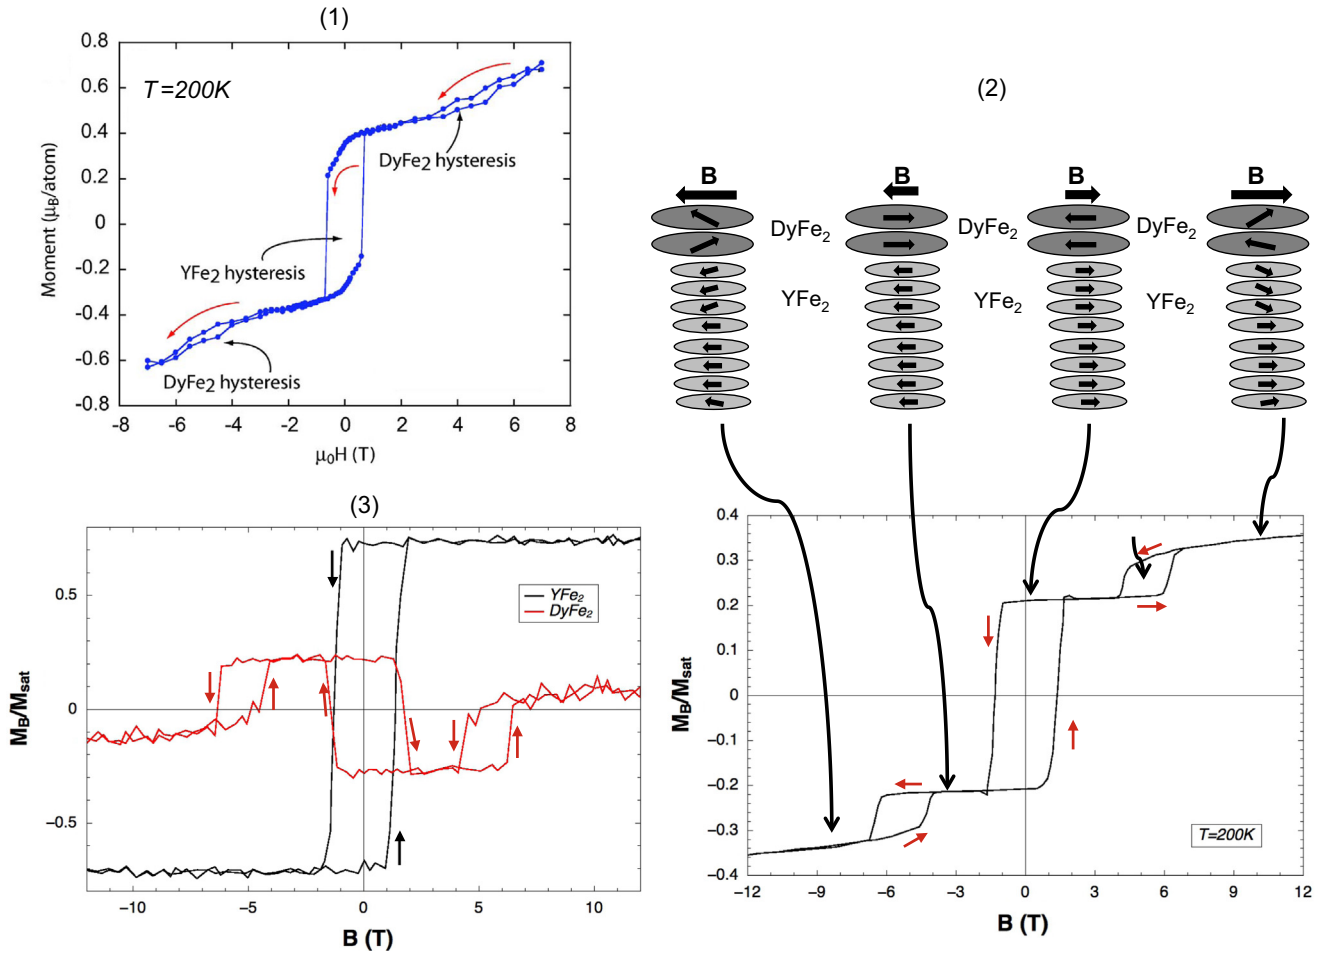 (1)
0.8
0.6
0.4
0.2
0
-0.2
-0.4
-0.6
-0.8
-8
-6
-4
-2
0
2
4
6
8
Moment (μB/atom)
μ0H (T)
T=200K
DyFe2 hysteresis
YFe2 hysteresis
DyFe2 hysteresis
(2)
B
B
B
B
DyFe2
DyFe2
DyFe2
YFe2
YFe2
YFe2
0.4
0.3
0.2
0.1
0
−0.1
−0.2
−0.3
−0.4
−12
−9
−6
−3
0
3
6
9
12
MB/Msat
B (T)
T=200K
(3)
0.5
0
−0.5
−10
−5
0
5
10
MB/Msat
B (T)
YFe2
DyFe2